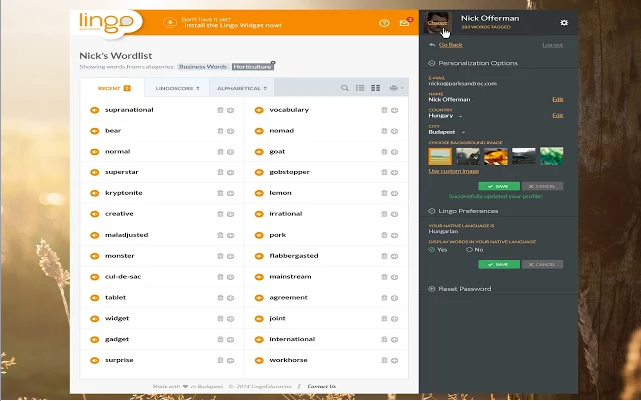 lingo
Don't have it yet?
Install the Lingo Widget now!
Change
Nick Offerman
183 WORDS TAGGED
Go Back
Log out
Nick's Wordlist
Showing words from categories: Business Words Horticulture
RECENT
LINGOSCORE
ALPHABETICAL
supranational
vocabulary
bear
nomad
normal
goat
superstar
gobstopper
kryptonite
lemon
creative
irrational
maladjusted
pork
monster
flabbergasted
cul-de-sac
mainstream
tablet
agreement
widget
joint
gadget
international
surprise
workhorse
Made with ♥ in Budapest. © 2014 LingoEducation // Contact Us
Personalization Options
E-MAIL
nicko@parksandrec.com
NAME
Nick Offerman Edit
COUNTRY
Hungary Edit
CITY
Budapest
CHOOSE BACKGROUND IMAGE
Use custom image
SAVE CANCEL
Successfully updated your profile!
Lingo Preferences
YOUR NATIVE LANGUAGE IS
Hungarian
DISPLAY WORDS IN YOUR NATIVE LANGUAGE
Yes No
SAVE CANCEL
Reset Password